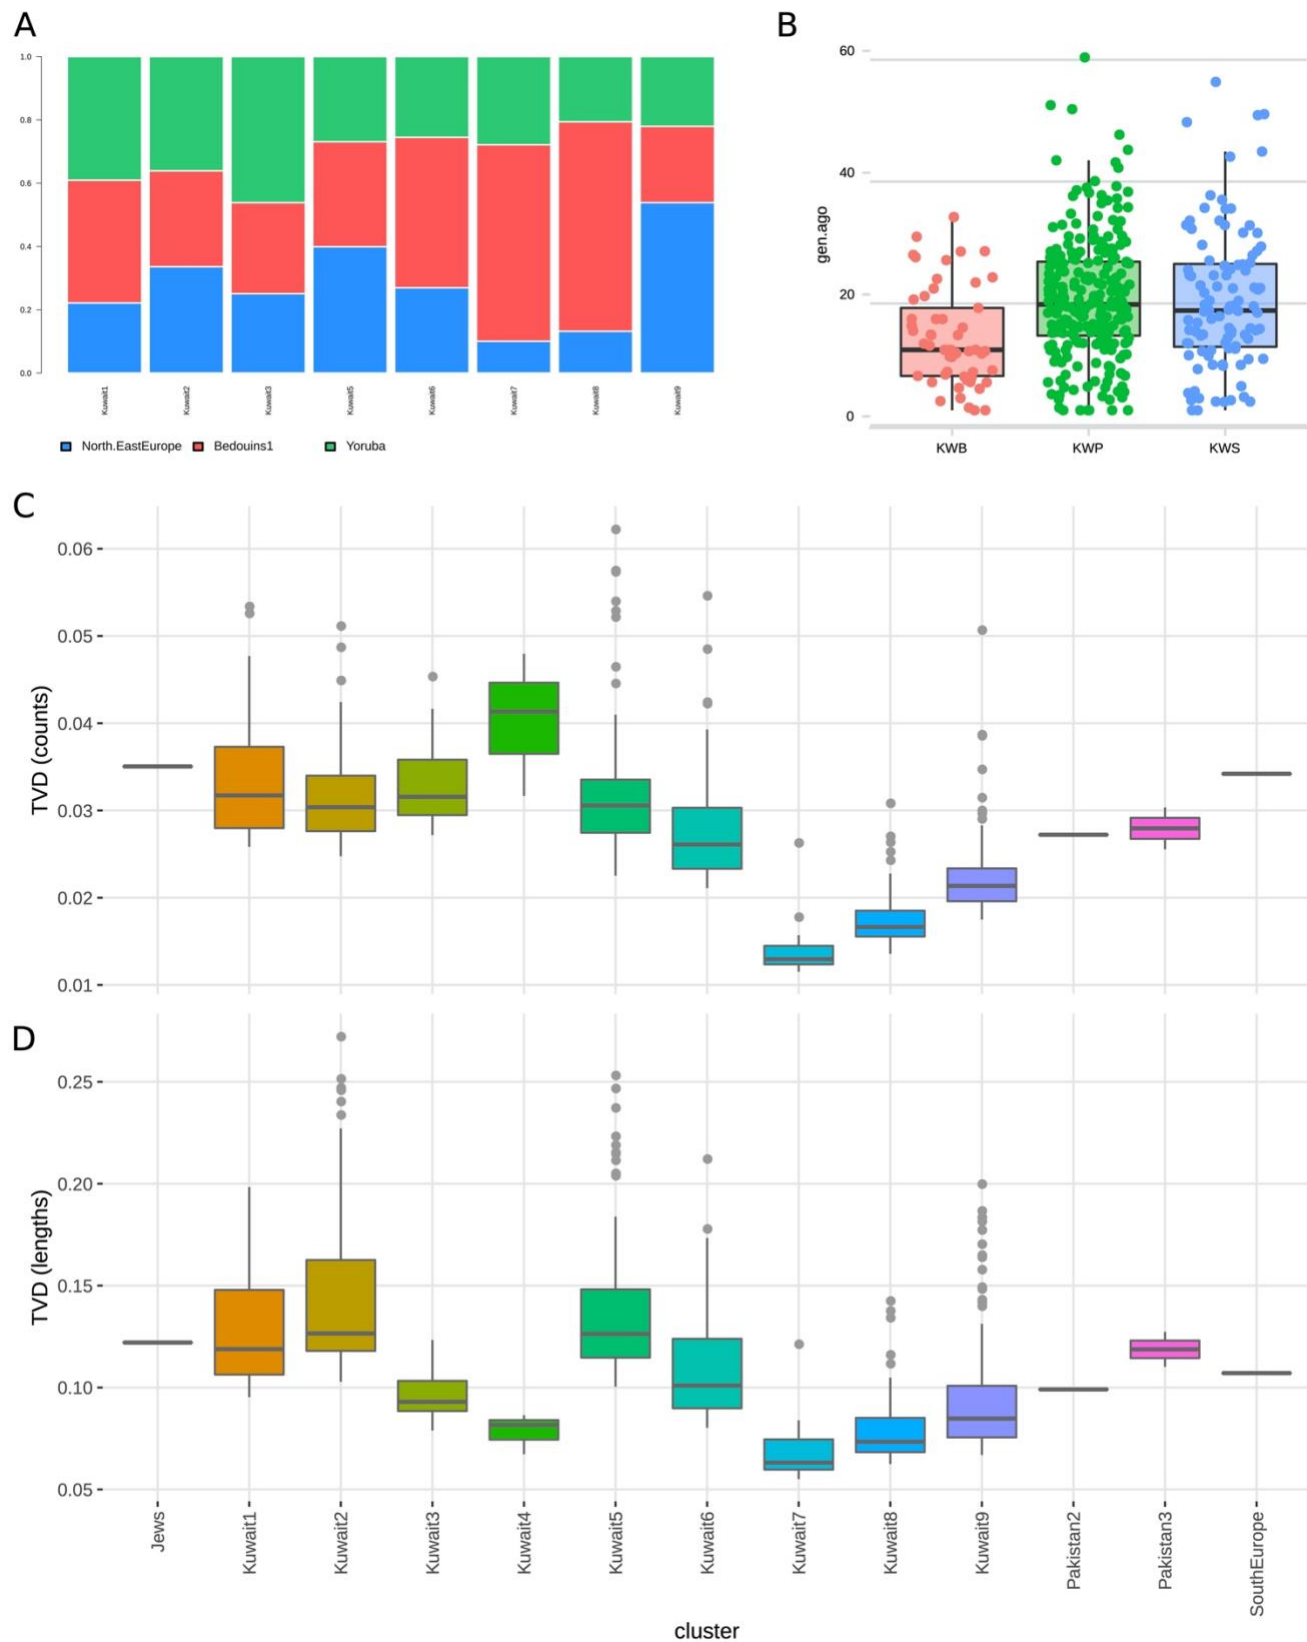 A
1.0
0.8
0.6
0.4
0.2
0.0
Kuwait1
Kuwait2
Kuwait3
Kuwait5
Kuwait6
Kuwait7
Kuwait8
Kuwait9
North.EastEurope Bedouins1 Yoruba
B
gen.ago
60
40
20
0
KWB KWP KWS
C
TVD (counts)
0.06
0.05
0.04
0.03
0.02
0.01
D
TVD (lengths)
0.25
0.20
0.15
0.10
0.05
Jews
Kuwait1
Kuwait2
Kuwait3
Kuwait4
Kuwait5
Kuwait6
Kuwait7
Kuwait8
Kuwait9
Pakistan2
Pakistan3
SouthEurope
cluster